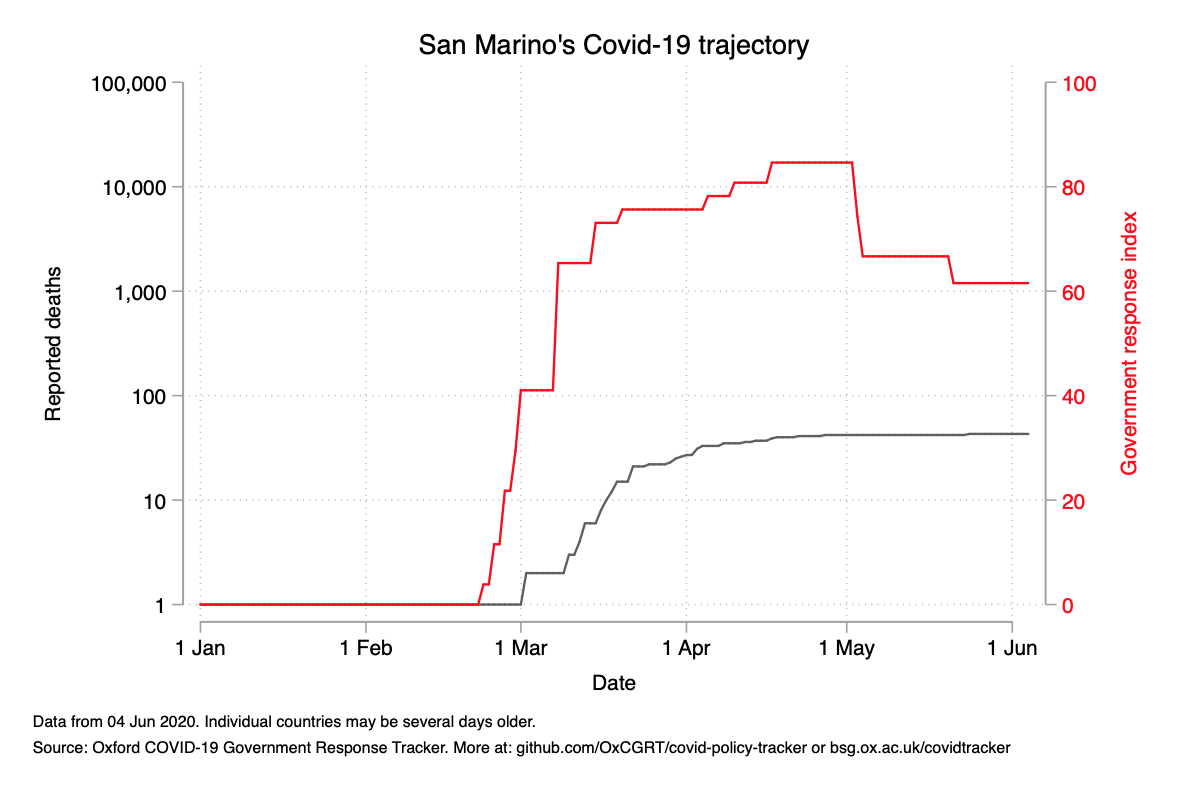 San Marino's Covid-19 trajectory
100,000
10,000
1,000
100
10
1
Reported deaths
100
80
60
40
20
0
Government response index
1 Jan 1 Feb 1 Mar 1 Apr 1 May 1 Jun
Date
Data from 04 Jun 2020. Individual countries may be several days older.
Source: Oxford COVID-19 Government Response Tracker. More at: github.com/OxCGRT/covid-policy-tracker or bsg.ox.ac.uk/covidtracker